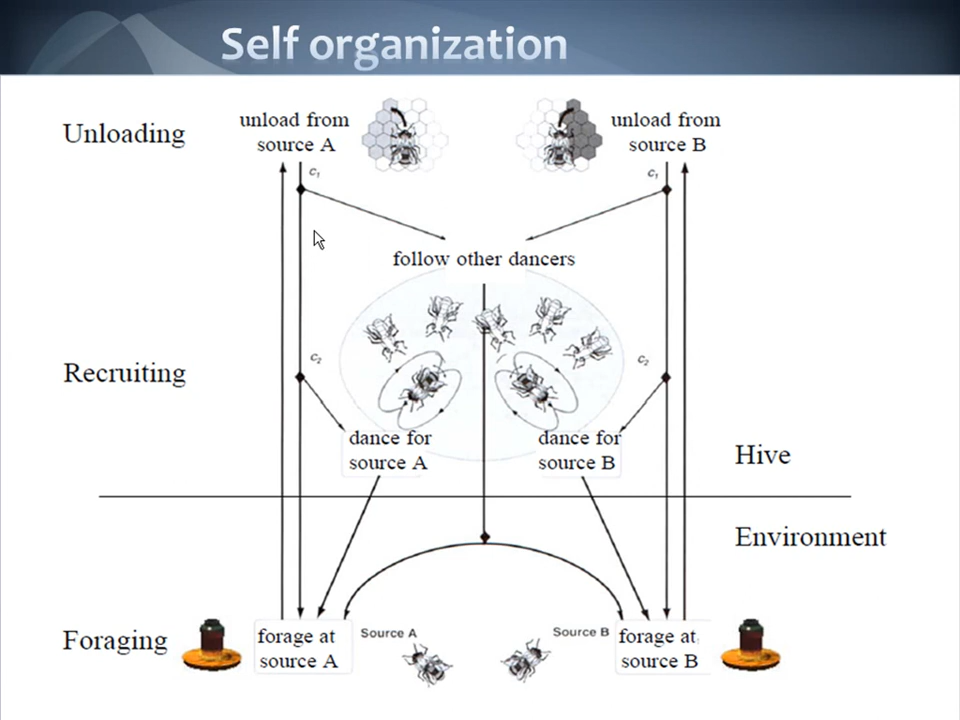 Self organization
Unloading
unload from
source A
unload from
source B
c1
c1
follow other dancers
Recruiting
c2
c2
dance for
source A
dance for
source B
Hive
Environment
Foraging
forage at
source A
Source A
Source B
forage at
source B